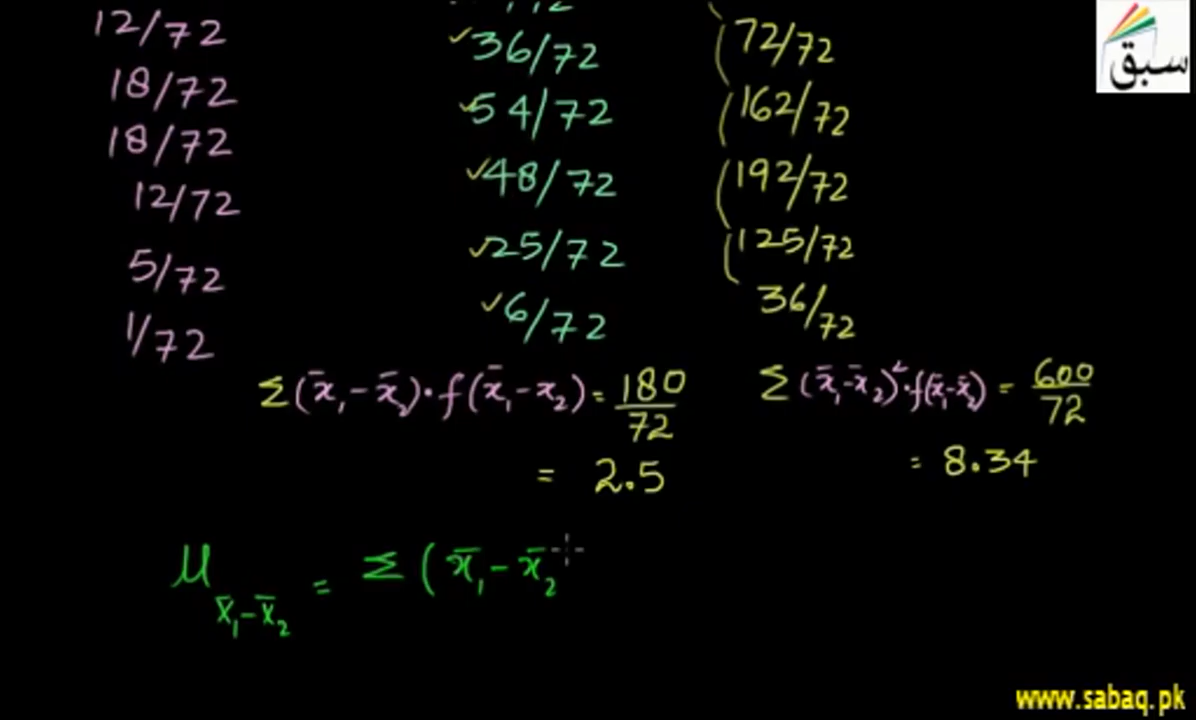 12/72 36/72 72/72
18/72 54/72 162/72
18/72 48/72 192/72
12/72 25/72 125/72
5/72 6/72 36/72
1/72
Σ(x̄₁-x̄₂)·f(x̄₁-x₂) = 180/72 Σ(x̄₁-x̄₂)²·f(x̄₁-x̄₂) = 600/72
= 2.5 = 8.34
μ x̄₁-x̄₂ = Σ(x̄₁-x̄₂
سبق
www.sabaq.pk